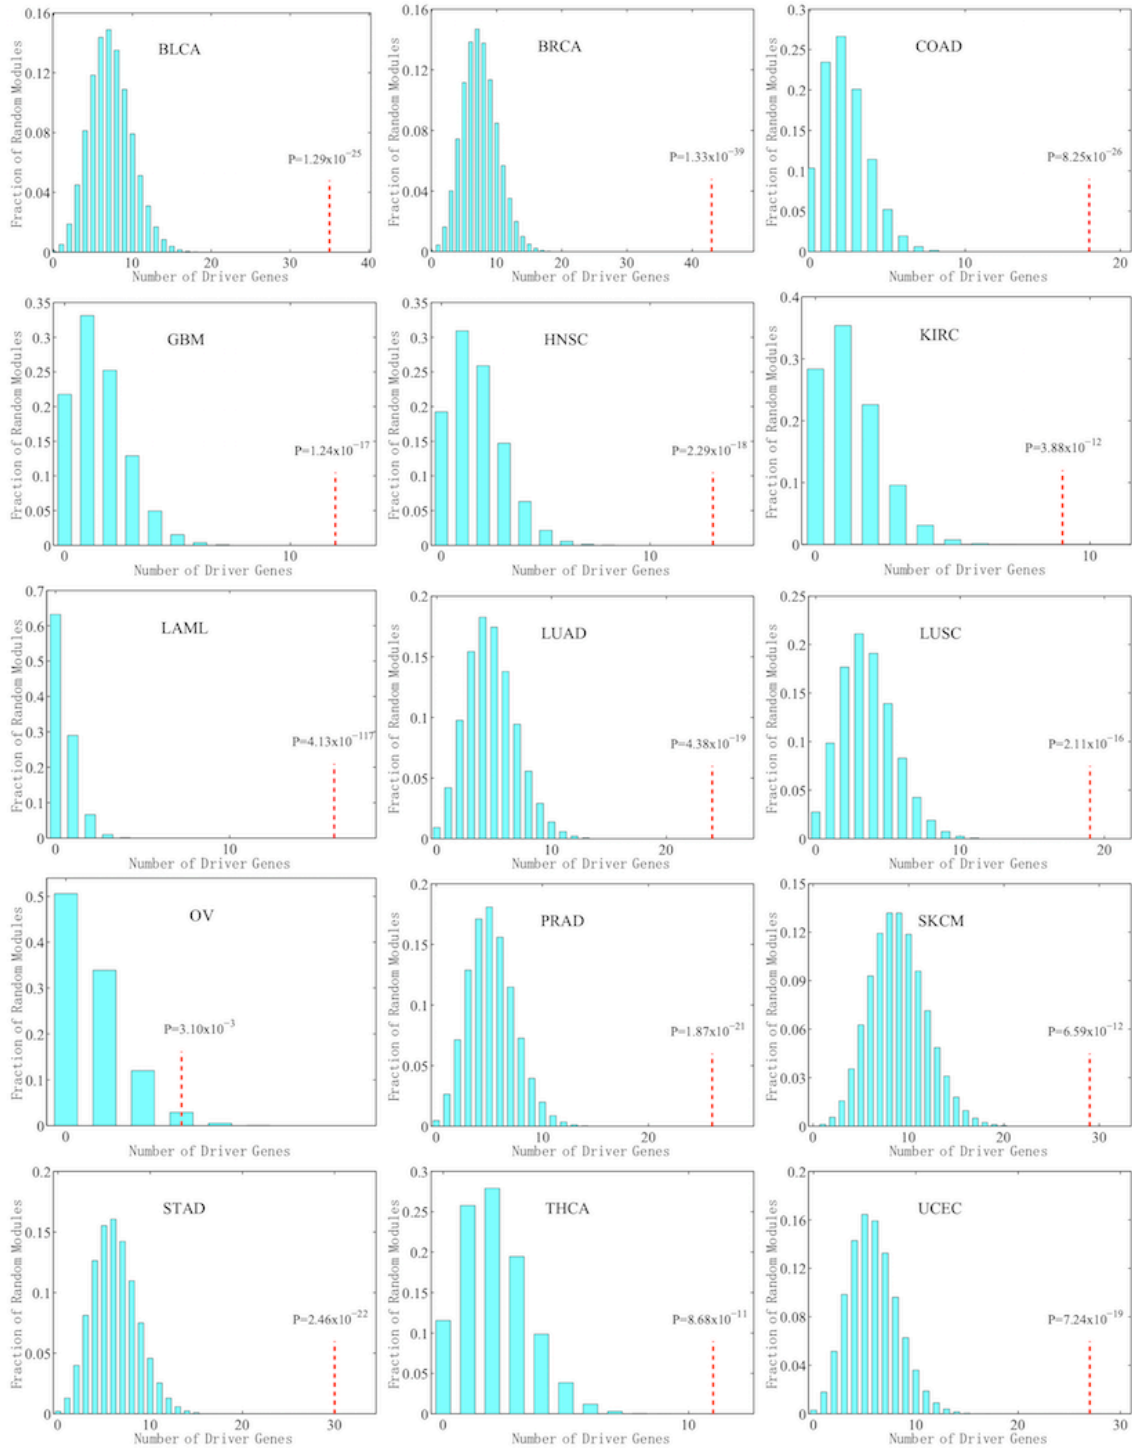 BLCA
Fraction of Random Modules
0.16
0.12
0.08
0.04
0
P=1.29x10⁻²⁵
0 10 20 30 40
Number of Driver Genes
BRCA
Fraction of Random Modules
0.16
0.12
0.08
0.04
0
P=1.33x10⁻³⁹
0 10 20 30 40
Number of Driver Genes
COAD
Fraction of Random Modules
0.3
0.25
0.2
0.15
0.1
0.05
0
P=8.25x10⁻²⁶
0 10 20
Number of Driver Genes
GBM
Fraction of Random Modules
0.35
0.3
0.25
0.2
0.15
0.1
0.05
0
P=1.24x10⁻¹⁷
0 10
Number of Driver Genes
HNSC
Fraction of Random Modules
0.35
0.3
0.25
0.2
0.15
0.1
0.05
0
P=2.29x10⁻¹⁸
0 10
Number of Driver Genes
KIRC
Fraction of Random Modules
0.4
0.3
0.2
0.1
0
P=3.88x10⁻¹²
0 10
Number of Driver Genes
LAML
Fraction of Random Modules
0.7
0.6
0.5
0.4
0.3
0.2
0.1
0
P=4.13x10⁻¹¹⁷
0 10
Number of Driver Genes
LUAD
Fraction of Random Modules
0.2
0.15
0.1
0.05
0
P=4.38x10⁻¹⁹
0 10 20
Number of Driver Genes
LUSC
Fraction of Random Modules
0.25
0.2
0.15
0.1
0.05
0
P=2.11x10⁻¹⁶
0 10 20
Number of Driver Genes
OV
Fraction of Random Modules
0.5
0.4
0.3
0.2
0.1
0
P=3.10x10⁻³
0
Number of Driver Genes
PRAD
Fraction of Random Modules
0.2
0.15
0.1
0.05
0
P=1.87x10⁻²¹
0 10 20
Number of Driver Genes
SKCM
Fraction of Random Modules
0.15
0.12
0.09
0.06
0.03
0
P=6.59x10⁻¹²
0 10 20 30
Number of Driver Genes
STAD
Fraction of Random Modules
0.2
0.15
0.1
0.05
0
P=2.46x10⁻²²
0 10 20 30
Number of Driver Genes
THCA
Fraction of Random Modules
0.3
0.25
0.2
0.15
0.1
0.05
0
P=8.68x10⁻¹¹
0 10
Number of Driver Genes
UCEC
Fraction of Random Modules
0.2
0.16
0.12
0.08
0.04
0
P=7.24x10⁻¹⁹
0 10 20 30
Number of Driver Genes